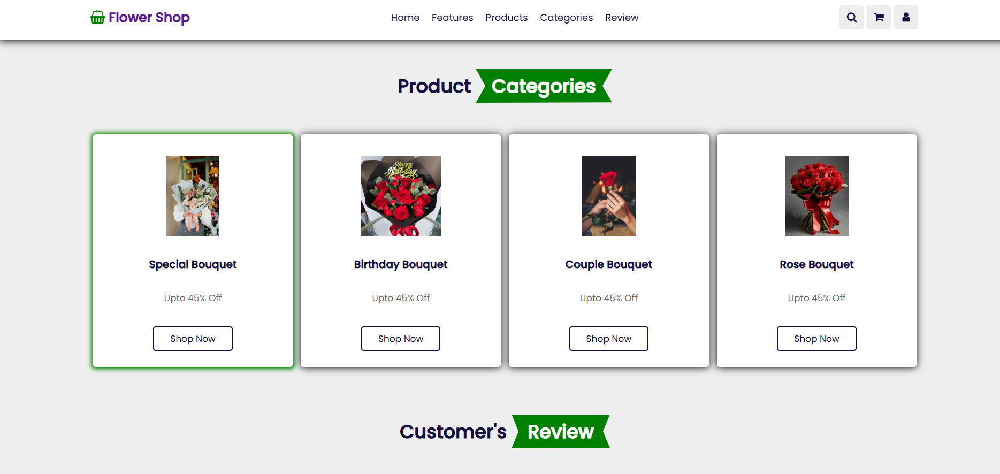 Flower Shop
Home Features Products Categories Review
Product Categories
Happy
Birthday
Special Bouquet
Birthday Bouquet
Couple Bouquet
Rose Bouquet
Upto 45% Off
Upto 45% Off
Upto 45% Off
Upto 45% Off
Shop Now
Shop Now
Shop Now
Shop Now
Customer's Review